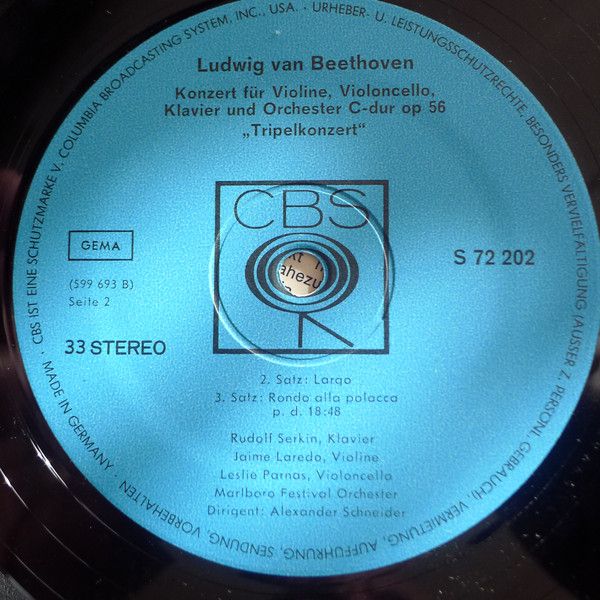 CBS IST EINE SCHUTZMARKE V. COLUMBIA BROADCASTING SYSTEM, INC., USA. · URHEBER- U. LEISTUNGSSCHUTZRECHTE, BESONDERS VERVIELFÄLTIGUNG (AUSSER Z. PERSÖNL. GEBRAUCH), VERMIETUNG, AUFFÜHRUNG, SENDUNG, VORBEHALTEN · MADE IN GERMANY ·
Ludwig van Beethoven
Konzert für Violine, Violoncello,
Klavier und Orchester C-dur op 56
„Tripelkonzert“
CBS
GEMA
S 72 202
(599 693 B)
Seite 2
33 STEREO
ahezu
2. Satz: Largo
3. Satz: Rondo alla polacca
p. d. 18:48
Rudolf Serkin, Klavier
Jaime Laredo, Violine
Leslie Parnas, Violoncello
Marlboro Festival Orchester
Dirigent: Alexander Schneider